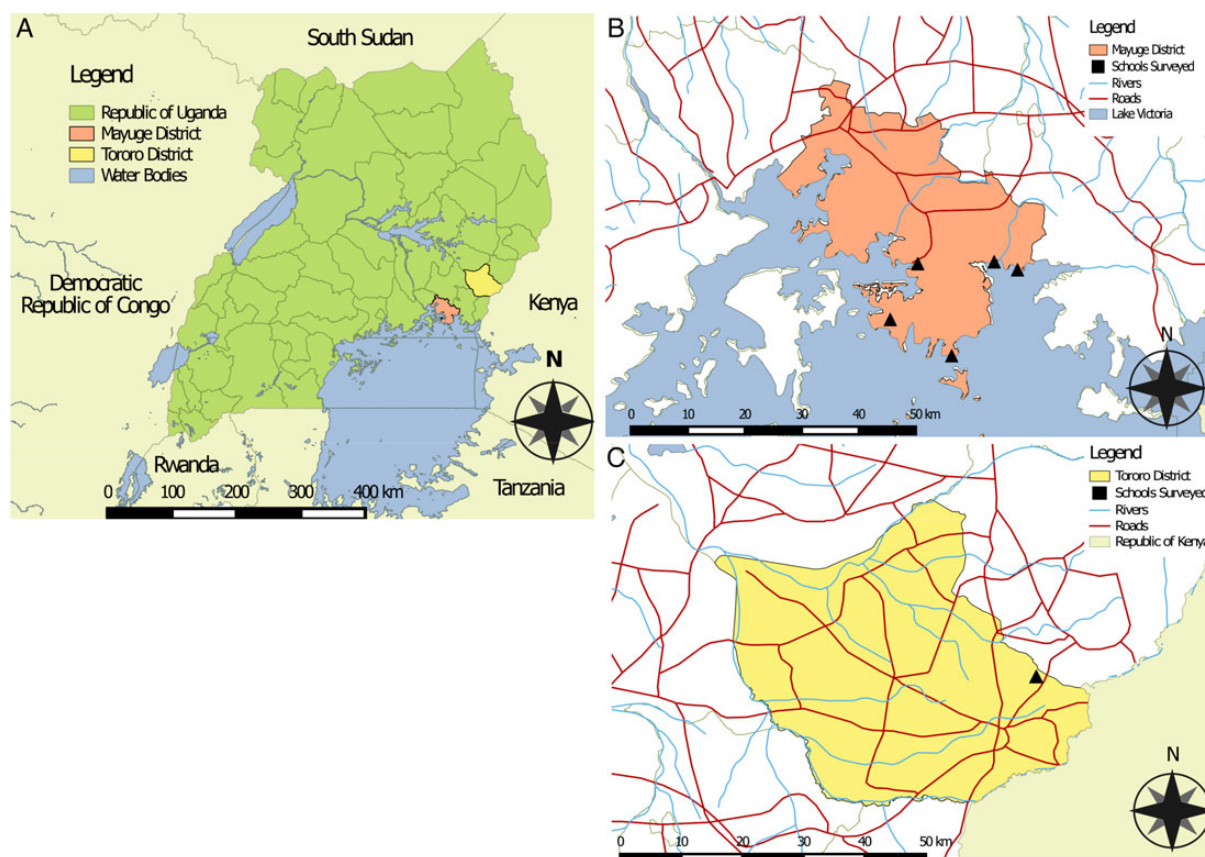 A
South Sudan
Legend
Republic of Uganda
Mayuge District
Tororo District
Water Bodies
Democratic
Republic of Congo
Kenya
N
Rwanda
Tanzania
0 100 200 300 400 km
B
Legend
Mayuge District
Schools Surveyed
Rivers
Roads
Lake Victoria
N
0 10 20 30 40 50 km
C
Legend
Tororo District
Schools Surveyed
Rivers
Roads
Republic of Kenya
N
0 10 20 30 40 50 km